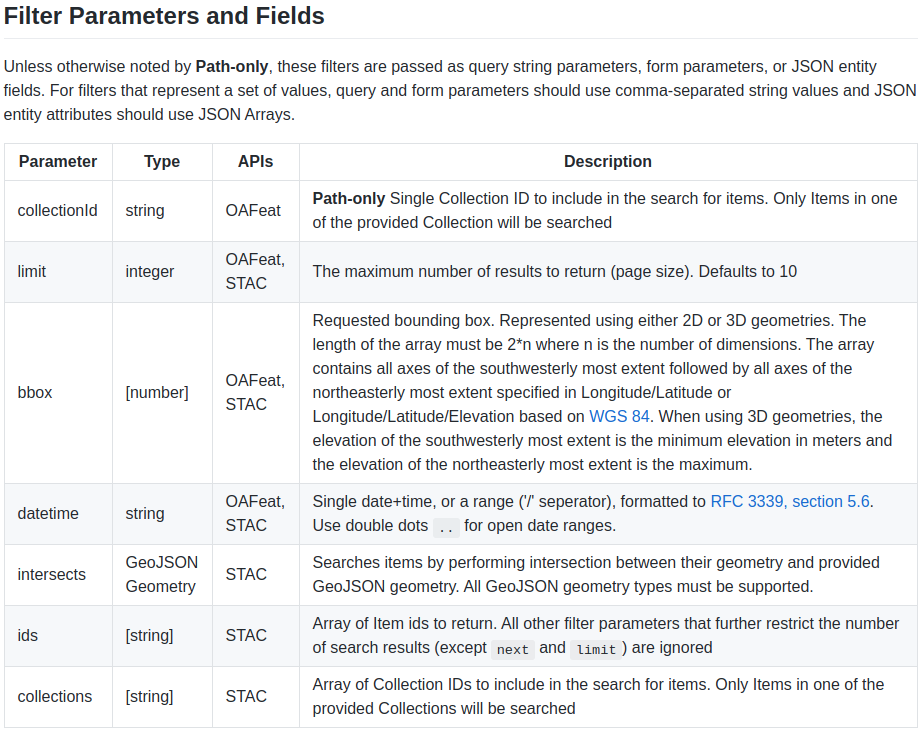 Filter Parameters and Fields
Unless otherwise noted by Path-only, these filters are passed as query string parameters, form parameters, or JSON entity
fields. For filters that represent a set of values, query and form parameters should use comma-separated string values and JSON
entity attributes should use JSON Arrays.
Parameter Type APIs Description
collectionId string OAFeat Path-only Single Collection ID to include in the search for items. Only Items in one
of the provided Collection will be searched
limit integer OAFeat,
STAC
The maximum number of results to return (page size). Defaults to 10
bbox [number] OAFeat,
STAC
Requested bounding box. Represented using either 2D or 3D geometries. The
length of the array must be 2*n where n is the number of dimensions. The array
contains all axes of the southwesterly most extent followed by all axes of the
northeasterly most extent specified in Longitude/Latitude or
Longitude/Latitude/Elevation based on WGS 84. When using 3D geometries, the
elevation of the southwesterly most extent is the minimum elevation in meters and
the elevation of the northeasterly most extent is the maximum.
datetime string OAFeat,
STAC
Single date+time, or a range ('/' seperator), formatted to RFC 3339, section 5.6.
Use double dots .. for open date ranges.
intersects GeoJSON
Geometry
STAC
Searches items by performing intersection between their geometry and provided
GeoJSON geometry. All GeoJSON geometry types must be supported.
ids [string] STAC Array of Item ids to return. All other filter parameters that further restrict the number
of search results (except next and limit) are ignored
collections [string] STAC Array of Collection IDs to include in the search for items. Only Items in one of the
provided Collections will be searched